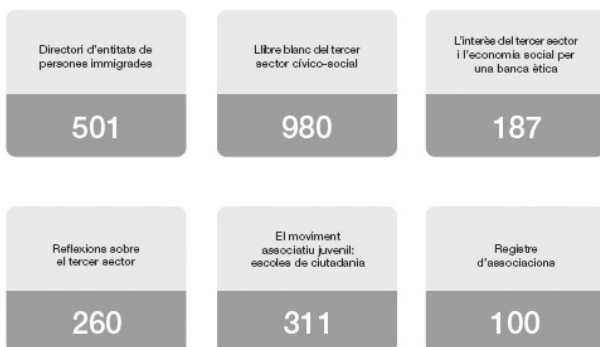 Directori d'entitats de
persones immigrades
501
Llibre blanc del tercer
sector cívico-social
980
L'interès del tercer sector
i l'economia social per
una banca ètica
187
Reflexions sobre
el tercer sector
260
El moviment
associatiu juvenil:
escoles de ciutadania
311
Registre
d'associacions
100